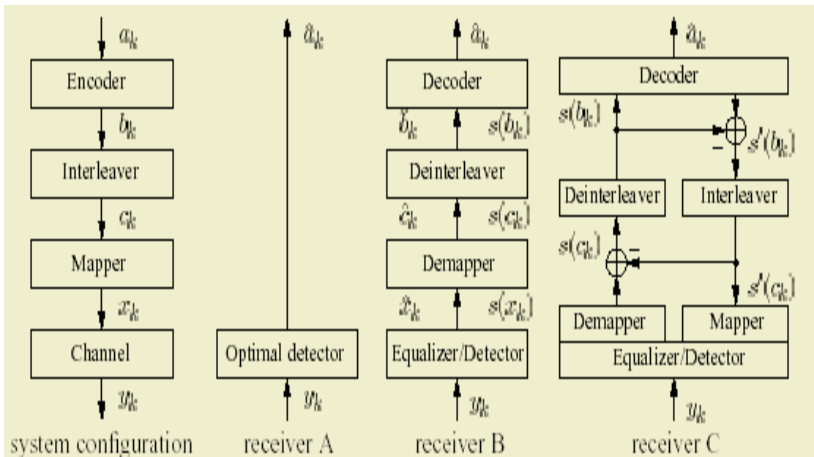 a_k
Encoder
b_k
Interleaver
c_k
Mapper
x_k
Channel
y_k
system configuration
â_k
Optimal detector
y_k
receiver A
â_k
Decoder
b̂_k s(b_k)
Deinterleaver
ĉ_k s(c_k)
Demapper
x̂_k s(x_k)
Equalizer/Detector
y_k
receiver B
â_k
Decoder
s(b_k)
− s'(b_k)
Deinterleaver Interleaver
s(c_k) −
s'(c_k)
Demapper Mapper
Equalizer/Detector
y_k
receiver C